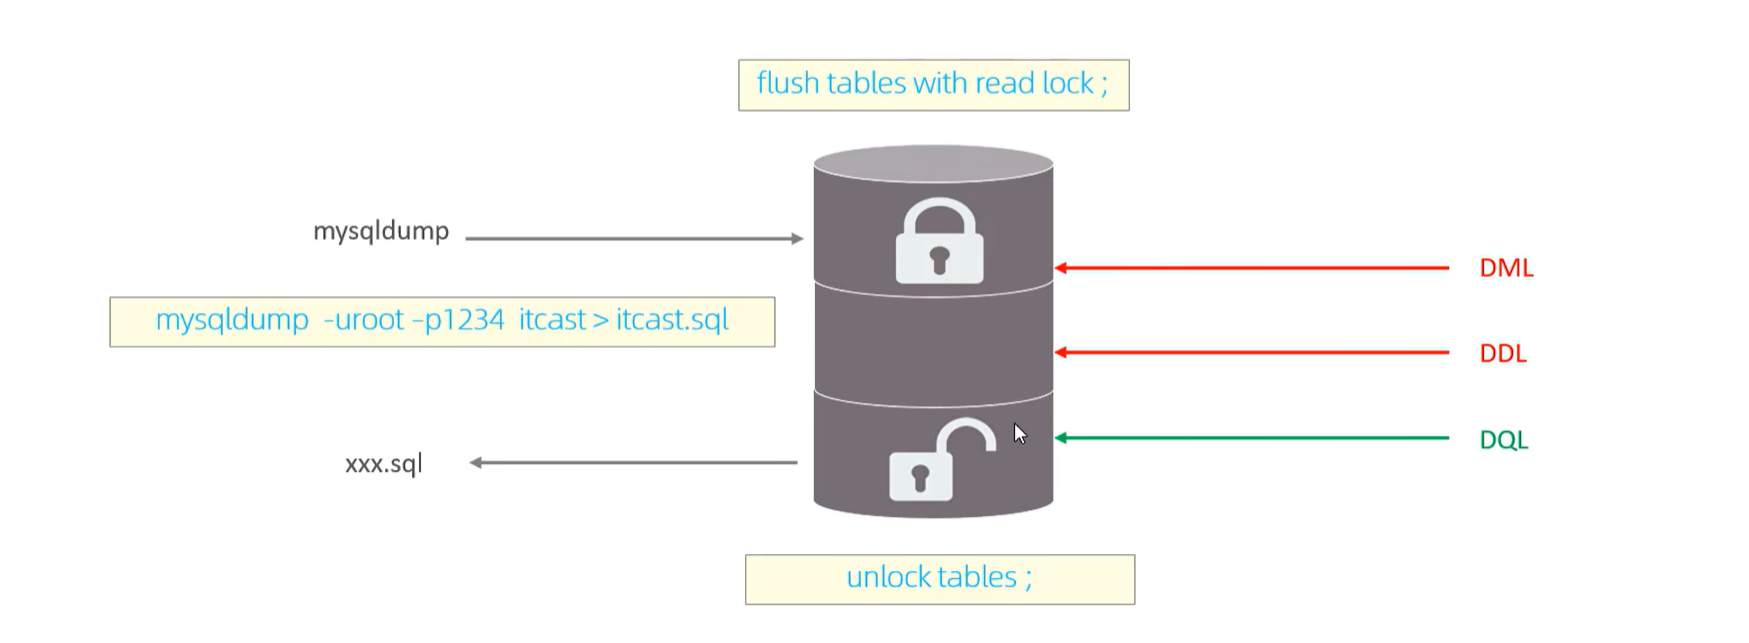 flush tables with read lock ;
mysqldump
DML
mysqldump -uroot –p1234 itcast > itcast.sql
DDL
DQL
xxx.sql
unlock tables ;